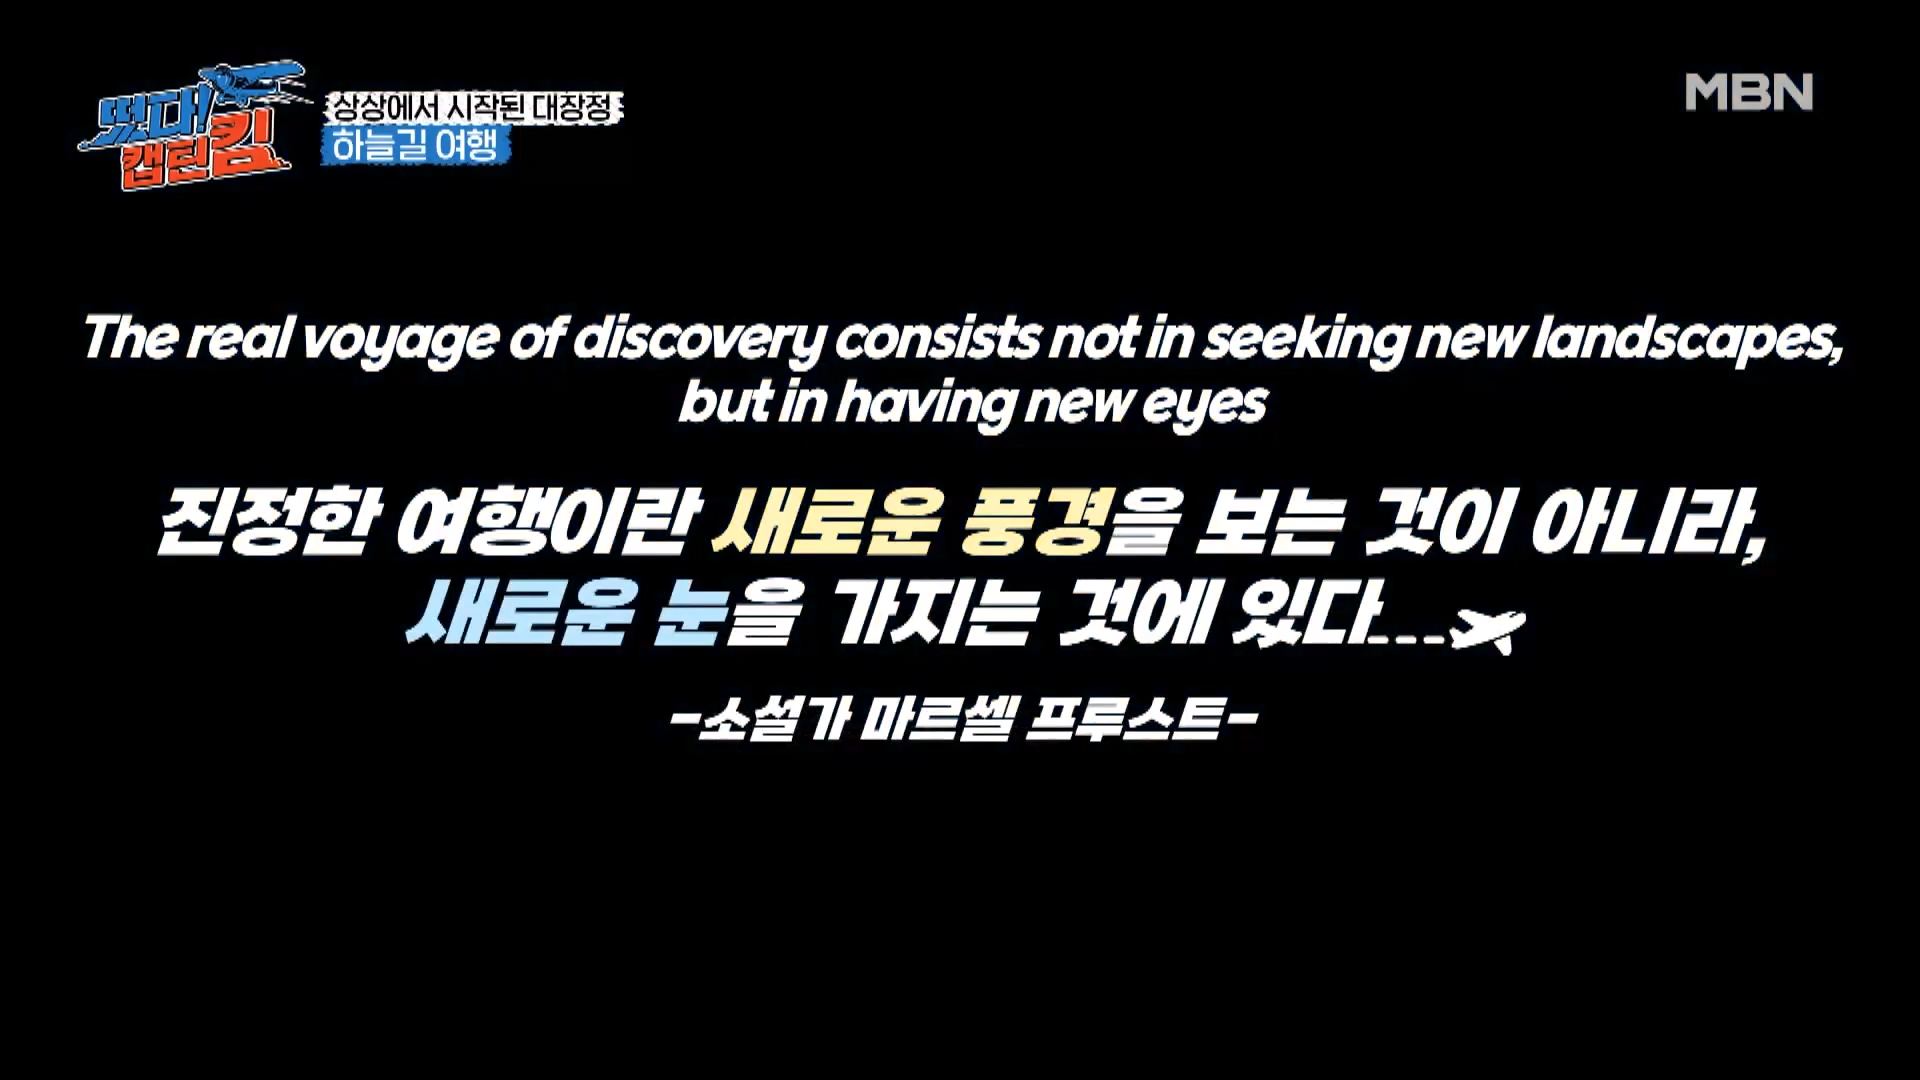 떴다!
캡틴킴
상상에서 시작된 대장정
하늘길 여행
MBN
The real voyage of discovery consists not in seeking new landscapes,
but in having new eyes
진정한 여행이란 새로운 풍경을 보는 것이 아니라,
새로운 눈을 가지는 것에 있다...
-소설가 마르셀 프루스트-